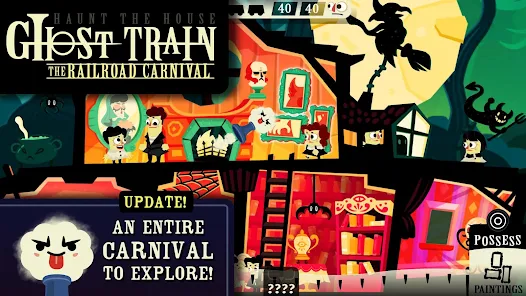 HAUNT THE HOUSE
GHOST TRAIN
THE RAILROAD CARNIVAL
40 40
UPDATE!
AN ENTIRE
CARNIVAL
TO EXPLORE!
????
POSSESS
PAINTINGS